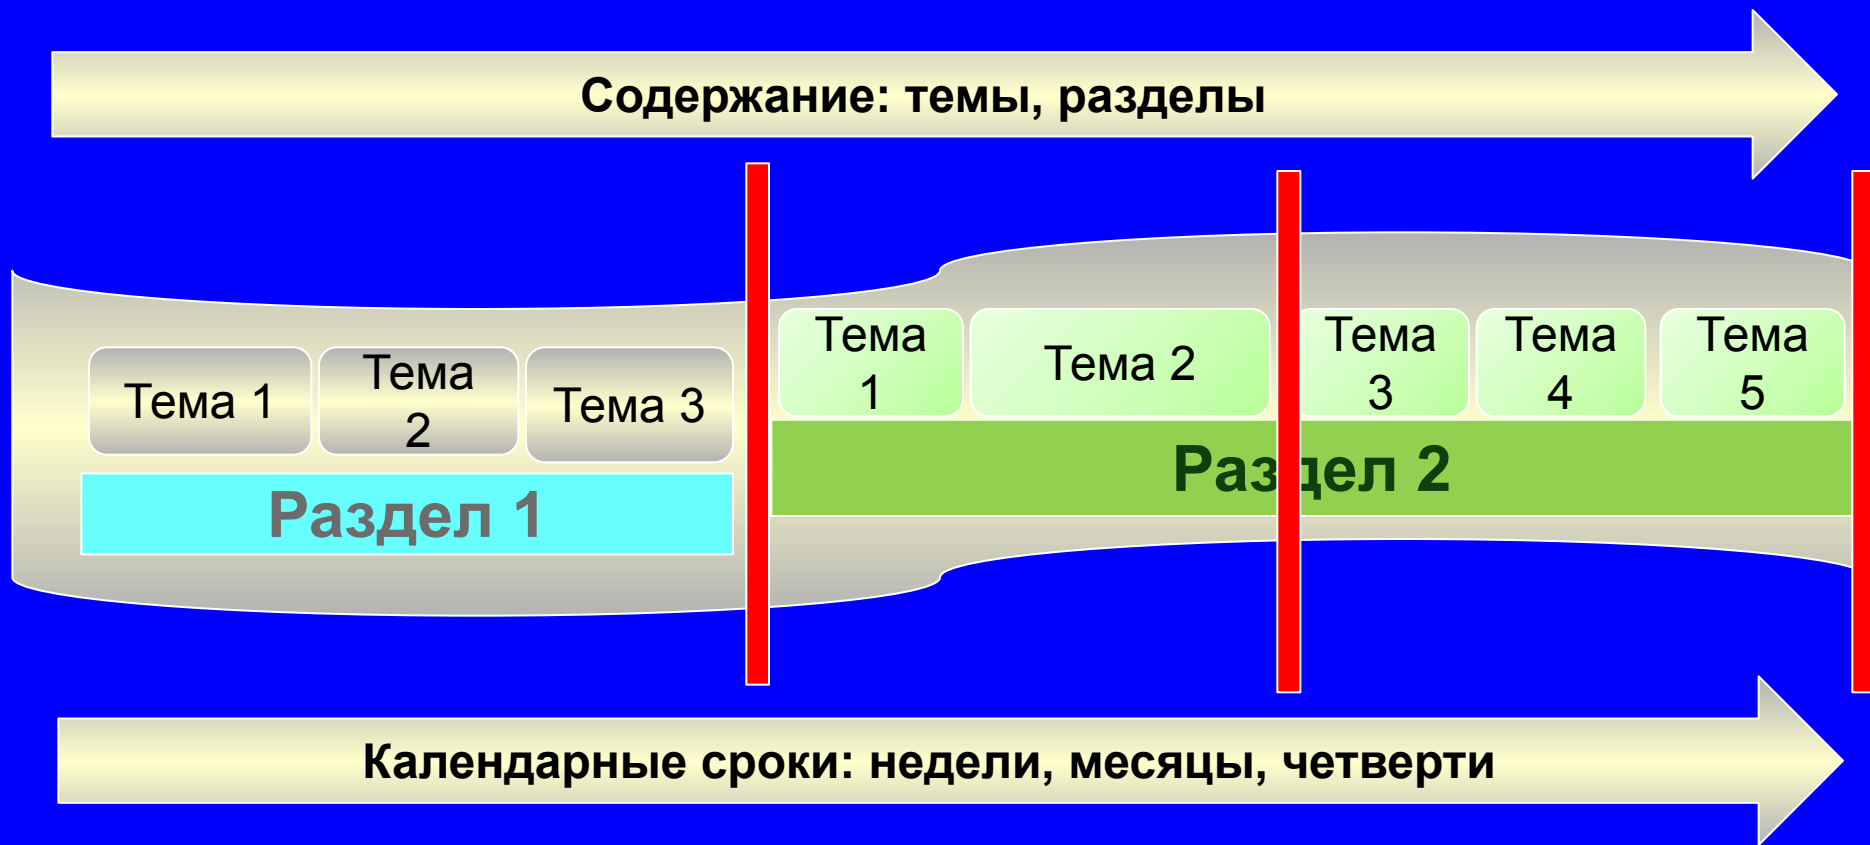 Содержание: темы, разделы
Тема 1
Тема
2
Тема 3
Раздел 1
Тема
1
Тема 2
Тема
3
Тема
4
Тема
5
Раздел 2
Календарные сроки: недели, месяцы, четверти